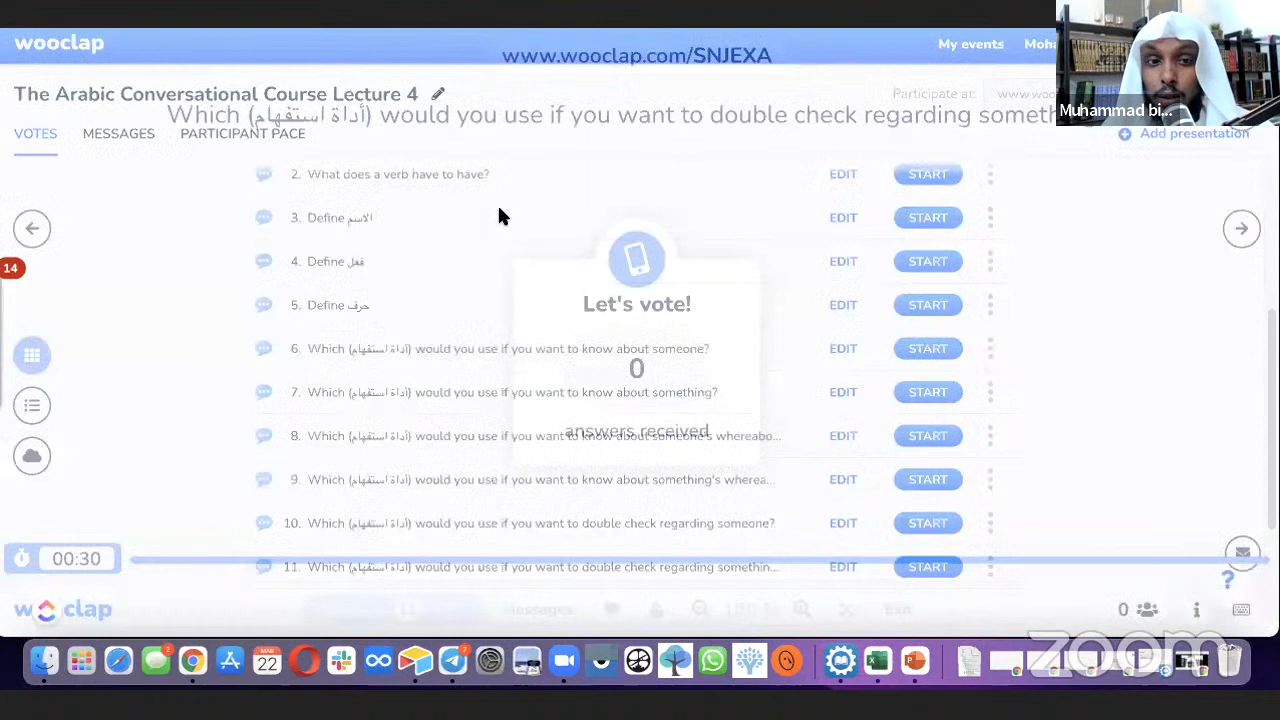 wooclap
www.wooclap.com/SNJEXA
My events
Moha
The Arabic Conversational Course Lecture 4
Participate at:
www.woo
Which (أداة استفهام) would you use if you want to double check regarding someth
Muhammad bi...
VOTES
MESSAGES
PARTICIPANT PACE
Add presentation
2. What does a verb have to have?
EDIT
START
3. Define الاسم
EDIT
START
14
4. Define فعل
EDIT
START
Let's vote!
5. Define حرف
EDIT
START
6. Which (أداة استفهام) would you use if you want to know about someone?
EDIT
START
0
7. Which (أداة استفهام) would you use if you want to know about something?
EDIT
START
answers received
8. Which (أداة استفهام) would you use if you want to know about someone's whereabo...
EDIT
START
9. Which (أداة استفهام) would you use if you want to know about something's wherea...
EDIT
START
10. Which (أداة استفهام) would you use if you want to double check regarding someone?
EDIT
START
00:30
11. Which (أداة استفهام) would you use if you want to double check regarding somethin...
EDIT
START
?
w clap
Messages
Exit
0
i
MAR
22
2
7
zoom